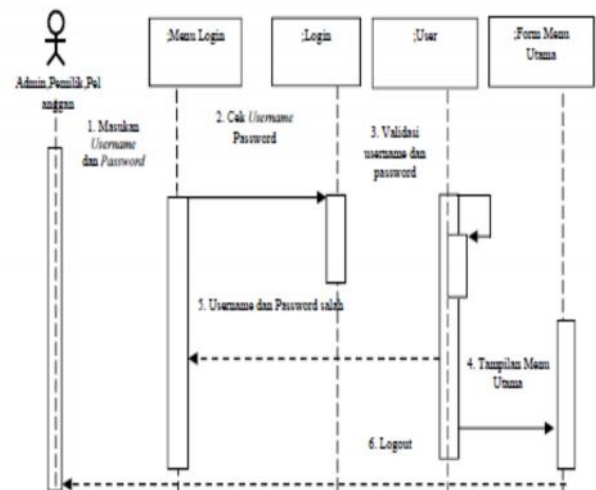 ;Menu Login
;Login
;User
;Form Menu
Utama
Admin,Pemilik,Pel
anggan
1. Masukan
Username
dan Password
2. Cek Username
Password
3. Validasi
username dan
password
5. Username dan Password salah
4. Tampilan Menu
Utama
6. Logout